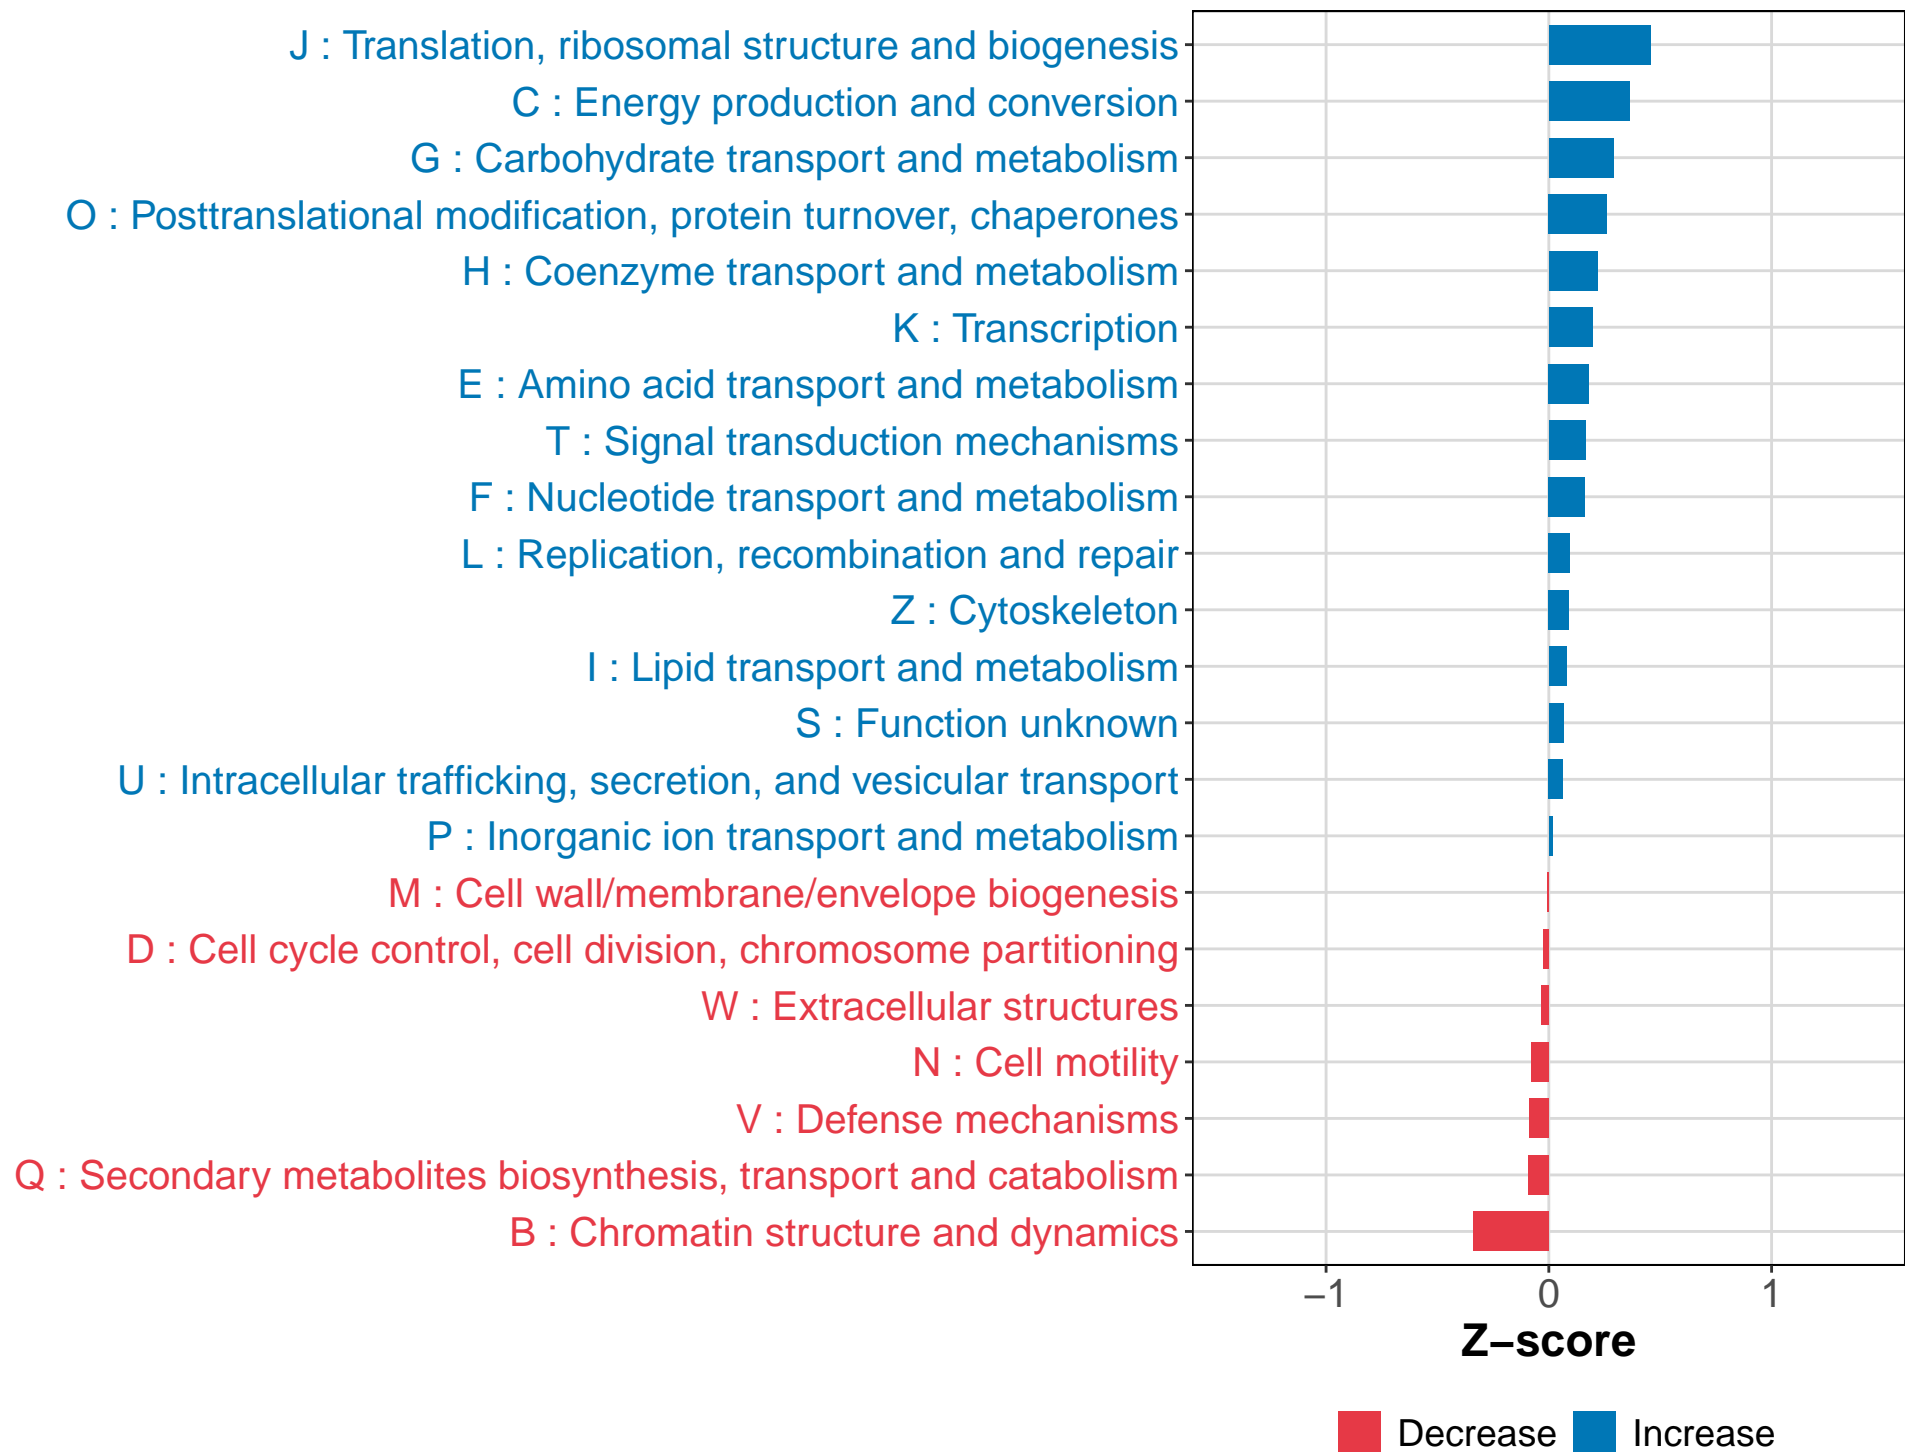 J : Translation, ribosomal structure and biogenesis
C : Energy production and conversion
G : Carbohydrate transport and metabolism
O : Posttranslational modification, protein turnover, chaperones
H : Coenzyme transport and metabolism
K : Transcription
E : Amino acid transport and metabolism
T : Signal transduction mechanisms
F : Nucleotide transport and metabolism
L : Replication, recombination and repair
Z : Cytoskeleton
I : Lipid transport and metabolism
S : Function unknown
U : Intracellular trafficking, secretion, and vesicular transport
P : Inorganic ion transport and metabolism
M : Cell wall/membrane/envelope biogenesis
D : Cell cycle control, cell division, chromosome partitioning
W : Extracellular structures
N : Cell motility
V : Defense mechanisms
Q : Secondary metabolites biosynthesis, transport and catabolism
B : Chromatin structure and dynamics
−1 0 1
Z−score
Decrease Increase